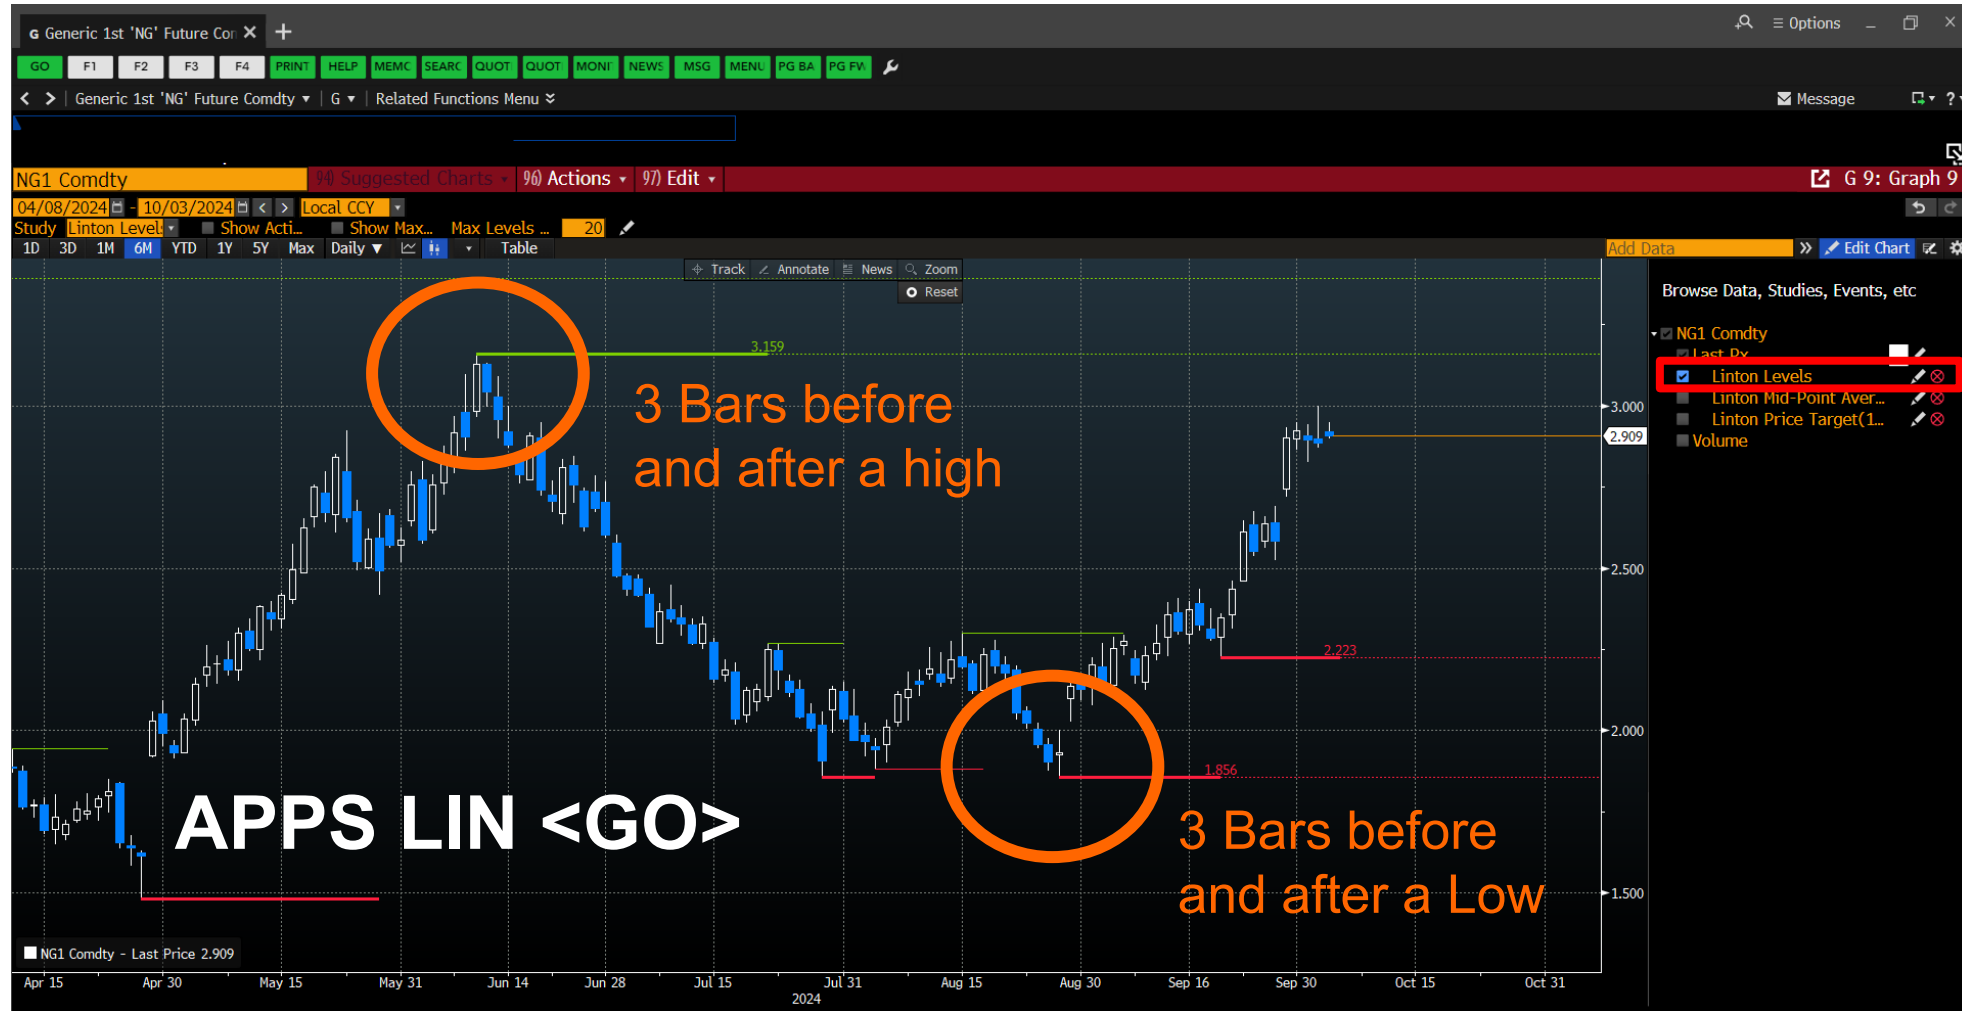 G Generic 1st 'NG' Future Con × +
Options
GO F1 F2 F3 F4 PRINT HELP MEMC SEARC QUOT QUOT MONI NEWS MSG MENU PG BA PG FW
< > Generic 1st 'NG' Future Comdty G Related Functions Menu
Message ?
NG1 Comdty 94) Suggested Charts 96) Actions 97) Edit G 9: Graph 9
04/08/2024 - 10/03/2024 < > Local CCY
Study Linton Level Show Acti... Show Max... Max Levels ... 20
1D 3D 1M 6M YTD 1Y 5Y Max Daily ▼ Table
Add Data » Edit Chart
Track Annotate News Zoom
Reset
Browse Data, Studies, Events, etc
NG1 Comdty
Last Px
Linton Levels
Linton Mid-Point Aver...
Linton Price Target(1...
Volume
3.159
3 Bars before
and after a high
3.000
2.909
2.500
2.223
2.000
1.856
1.500
APPS LIN <GO>
3 Bars before
and after a Low
NG1 Comdty - Last Price 2.909
Apr 15 Apr 30 May 15 May 31 Jun 14 Jun 28 Jul 15 Jul 31 Aug 15 Aug 30 Sep 16 Sep 30 Oct 15 Oct 31
2024